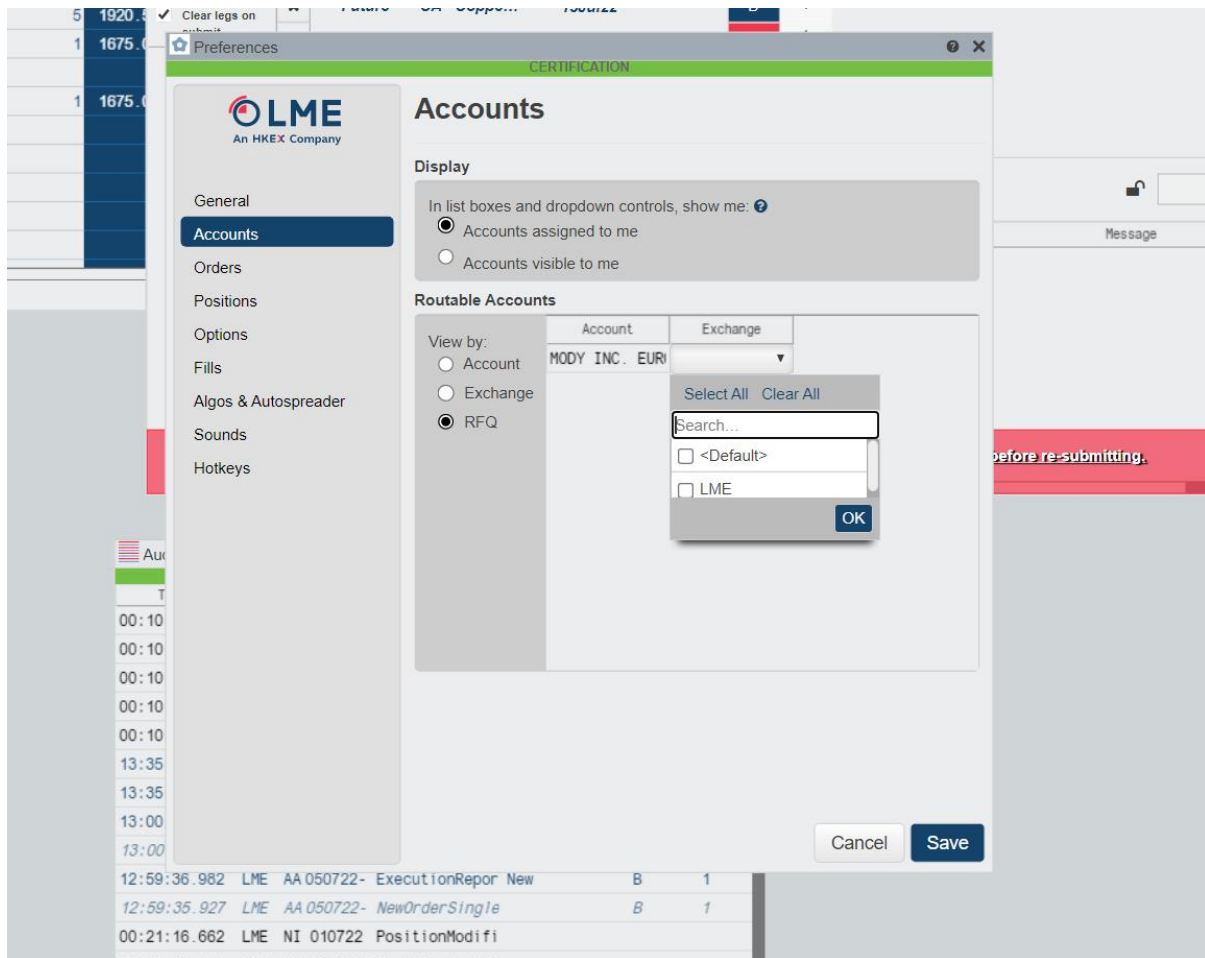 5 1920.5 Clear legs on
1 1675.0
1 1675.0
Preferences
CERTIFICATION
LME
An HKEX Company
General
Accounts
Orders
Positions
Options
Fills
Algos & Autospreader
Sounds
Hotkeys
Accounts
Display
In list boxes and dropdown controls, show me:
Accounts assigned to me
Accounts visible to me
Routable Accounts
View by:
Account
Exchange
RFQ
Account Exchange
MODY INC. EUR
Select All Clear All
Search...
<Default>
LME
OK
Cancel Save
Message
before re-submitting.
Au
T
00:10
00:10
00:10
00:10
00:10
13:35
13:35
13:00
13:00
12:59:36.982 LME AA 050722- ExecutionRepor New B 1
12:59:35.927 LME AA 050722- NewOrderSingle B 1
00:21:16.662 LME NI 010722 PositionModifi